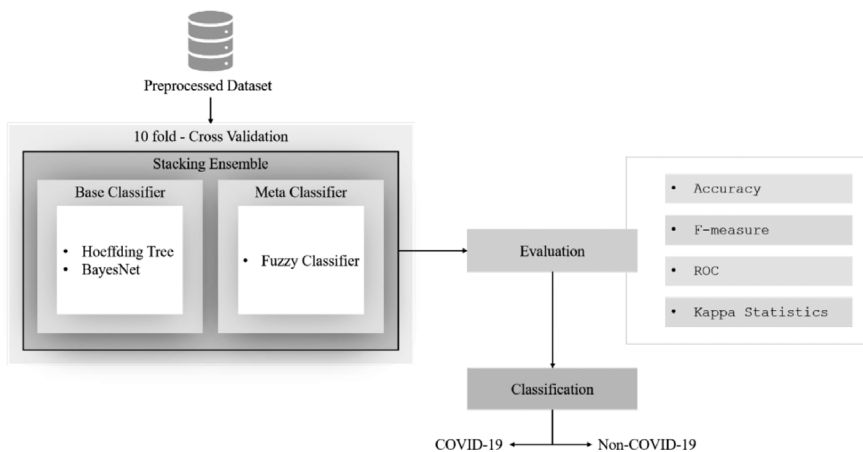 Preprocessed Dataset
10 fold - Cross Validation
Stacking Ensemble
Base Classifier
• Hoeffding Tree
• BayesNet
Meta Classifier
• Fuzzy Classifier
Evaluation
• Accuracy
• F-measure
• ROC
• Kappa Statistics
Classification
COVID-19
Non-COVID-19